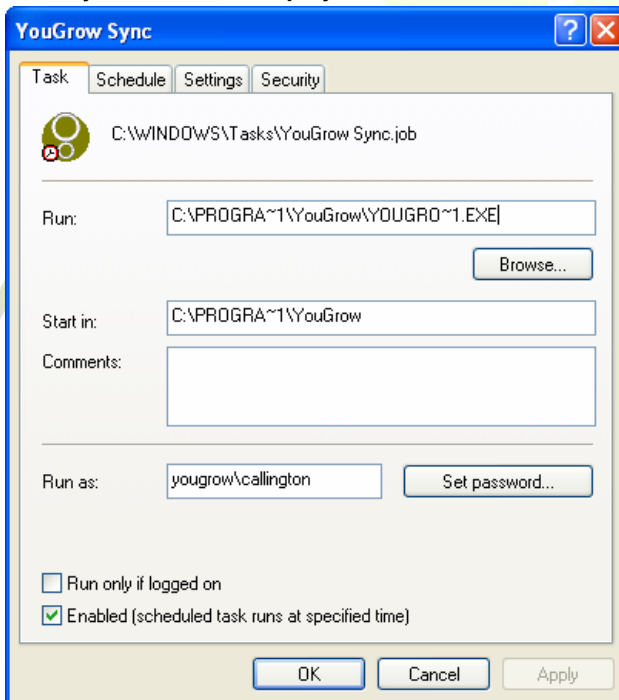 YouGrow Sync
Task Schedule Settings Security
C:\WINDOWS\Tasks\YouGrow Sync.job
Run: C:\PROGRA~1\YouGrow\YOUGRO~1.EXE
Browse...
Start in: C:\PROGRA~1\YouGrow
Comments:
Run as: yougrow\callington Set password...
Run only if logged on
Enabled (scheduled task runs at specified time)
OK Cancel Apply